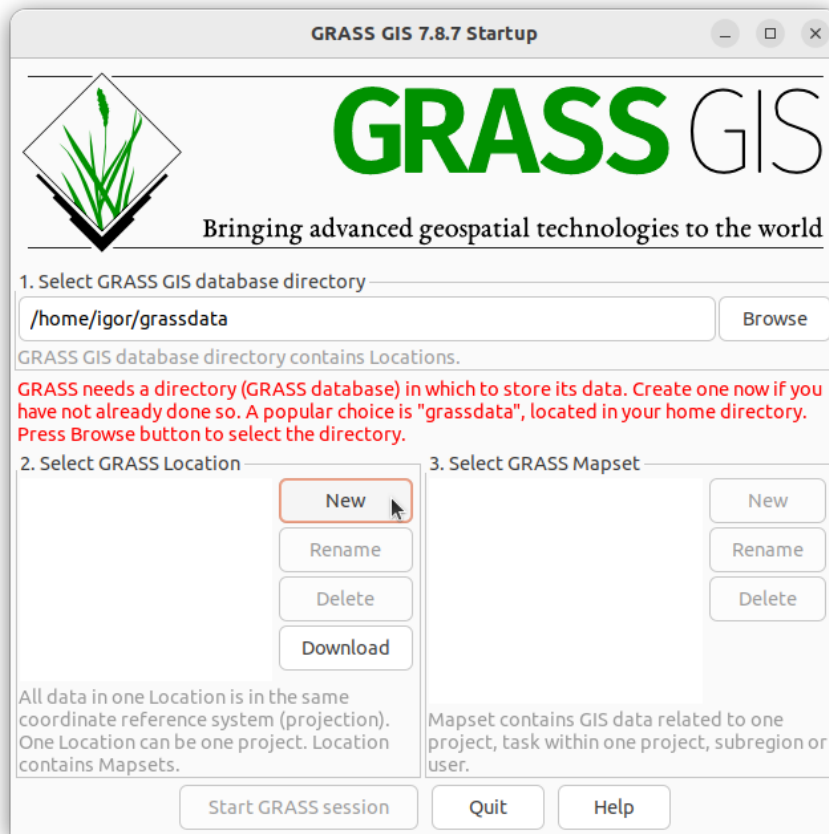 GRASS GIS 7.8.7 Startup
GRASS GIS
Bringing advanced geospatial technologies to the world
1. Select GRASS GIS database directory
/home/igor/grassdata
Browse
GRASS GIS database directory contains Locations.
GRASS needs a directory (GRASS database) in which to store its data. Create one now if you
have not already done so. A popular choice is "grassdata", located in your home directory.
Press Browse button to select the directory.
2. Select GRASS Location
New
Rename
Delete
Download
All data in one Location is in the same
coordinate reference system (projection).
One Location can be one project. Location
contains Mapsets.
3. Select GRASS Mapset
New
Rename
Delete
Mapset contains GIS data related to one
project, task within one project, subregion or
user.
Start GRASS session
Quit
Help